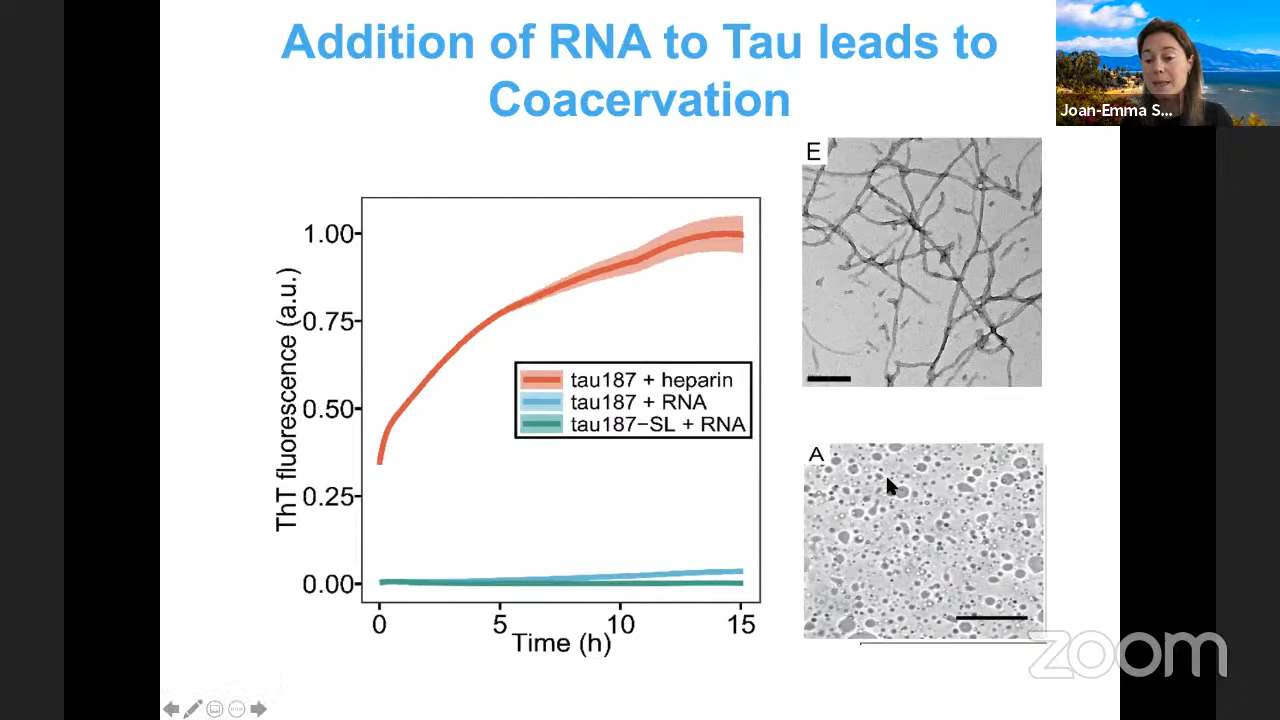 Addition of RNA to Tau leads to
Coacervation
Joan-Emma S...
E
1.00
0.75
0.50
0.25
0.00
ThT fluorescence (a.u.)
tau187 + heparin
tau187 + RNA
tau187-SL + RNA
0 5 10 15
Time (h)
A
zoom